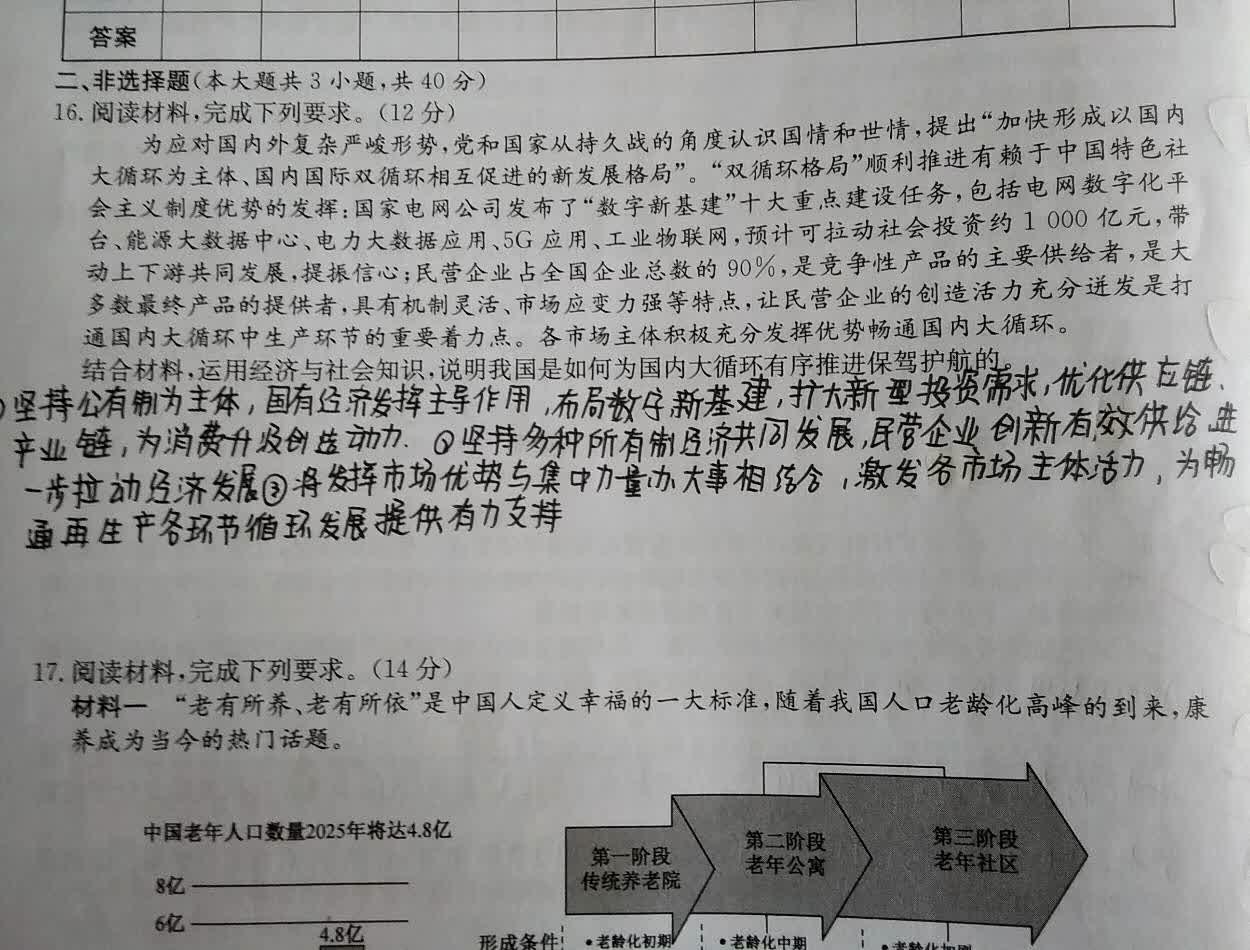 答案
二、非选择题(本大题共3小题,共40分)
16. 阅读材料,完成下列要求。(12分)
为应对国内外复杂严峻形势,党和国家从持久战的角度认识国情和世情,提出“加快形成以国内
大循环为主体、国内国际双循环相互促进的新发展格局”。“双循环格局”顺利推进有赖于中国特色社
会主义制度优势的发挥:国家电网公司发布了“数字新基建”十大重点建设任务,包括电网数字化平
台、能源大数据中心、电力大数据应用、5G应用、工业物联网,预计可拉动社会投资约1 000亿元,带
动上下游共同发展,提振信心;民营企业占全国企业总数的90%,是竞争性产品的主要供给者,是大
多数最终产品的提供者,具有机制灵活、市场应变力强等特点,让民营企业的创造活力充分迸发是打
通国内大循环中生产环节的重要着力点。各市场主体积极充分发挥优势畅通国内大循环。
结合材料,运用经济与社会知识,说明我国是如何为国内大循环有序推进保驾护航的。
坚持公有制为主体,国有经济发挥主导作用,布局数字新基建,扩大新型投资需求,优化供应链、
产业链,为消费升级创造动力. ②坚持多种所有制经济共同发展,民营企业创新有效供给进
一步拉动经济发展③将发挥市场优势与集中力量办大事相结合,激发各市场主体活力,为畅
通再生产各环节循环发展提供有力支持
17. 阅读材料,完成下列要求。(14分)
材料一 “老有所养、老有所依”是中国人定义幸福的一大标准,随着我国人口老龄化高峰的到来,康
养成为当今的热门话题。
中国老年人口数量2025年将达4.8亿
8亿
6亿
4.8亿
第一阶段
传统养老院
第二阶段
老年公寓
第三阶段
老年社区
形成条件
•老龄化初期
•老龄化中期